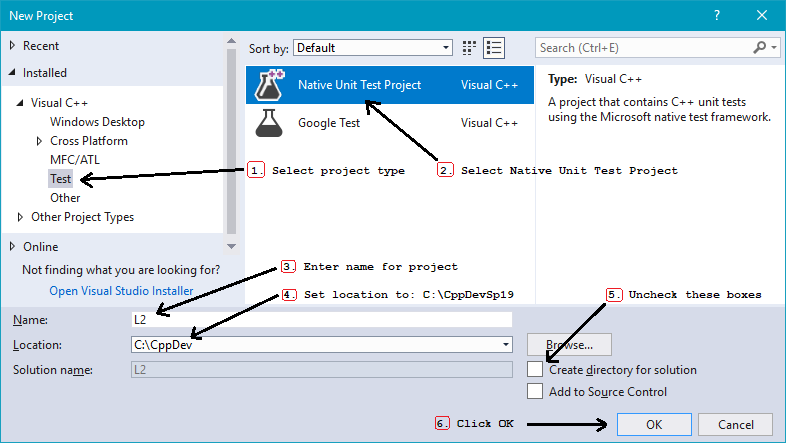 New Project
? ×
Recent
Installed
Visual C++
Windows Desktop
Cross Platform
MFC/ATL
Test
Other
Other Project Types
Online
Not finding what you are looking for?
Open Visual Studio Installer
Sort by: Default
Native Unit Test Project Visual C++
Google Test Visual C++
Search (Ctrl+E)
Type: Visual C++
A project that contains C++ unit tests
using the Microsoft native test framework.
1. Select project type
2. Select Native Unit Test Project
3. Enter name for project
4. Set location to: C:\CppDevSp19
5. Uncheck these boxes
Name: L2
Location: C:\CppDev
Browse...
Solution name: L2
Create directory for solution
Add to Source Control
6. Click OK
OK
Cancel